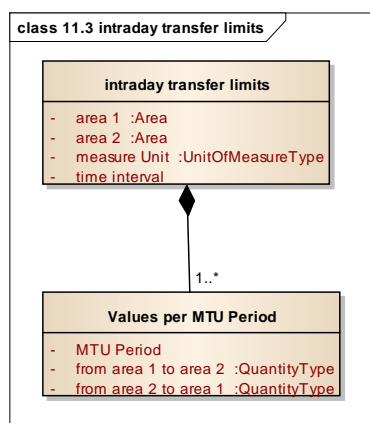 class 11.3 intraday transfer limits
intraday transfer limits
- area 1 :Area
- area 2 :Area
- measure Unit :UnitOfMeasureType
- time interval
1..*
Values per MTU Period
- MTU Period
- from area 1 to area 2 :QuantityType
- from area 2 to area 1 :QuantityType